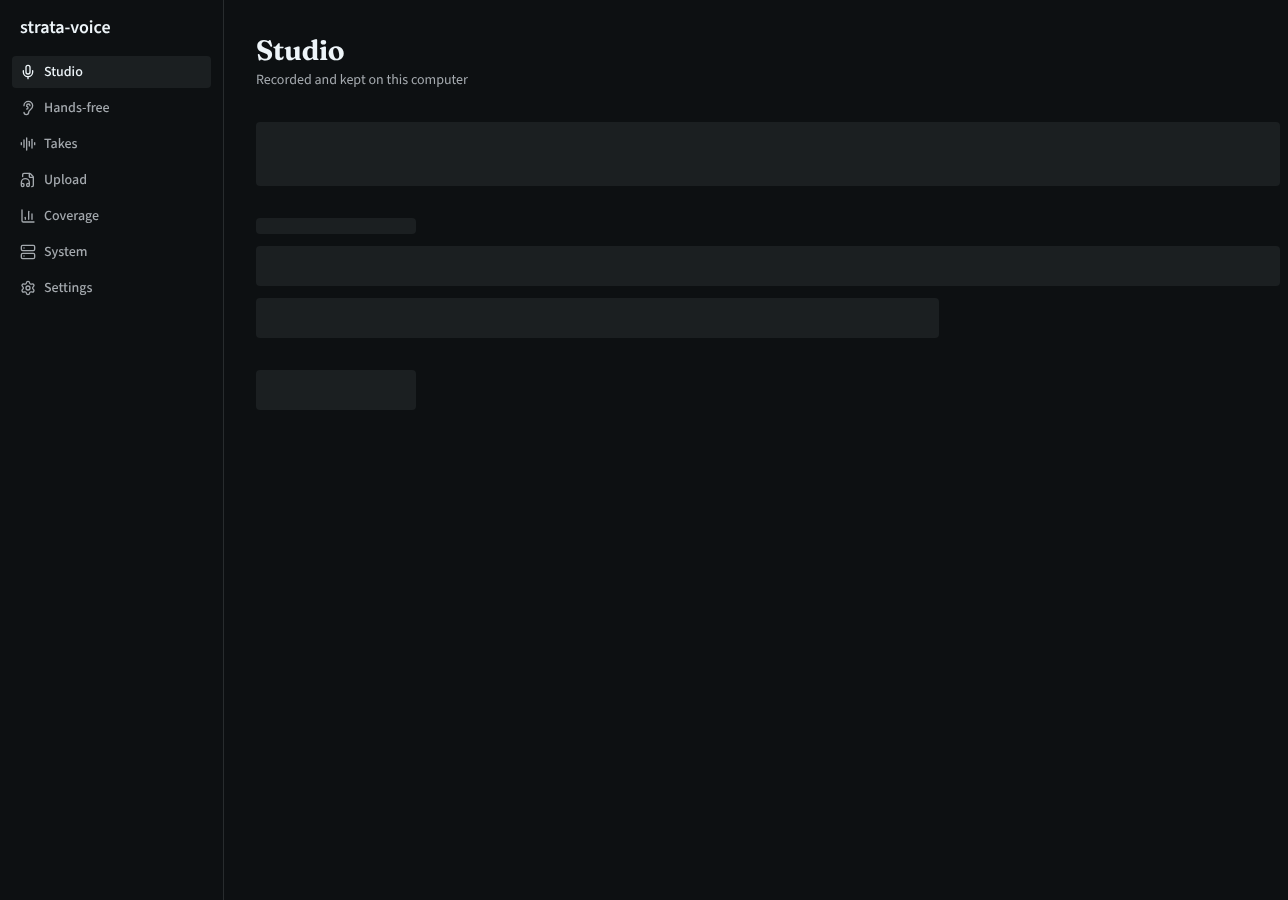 strata-voice
Studio
Hands-free
Takes
Upload
Coverage
System
Settings
Studio
Recorded and kept on this computer